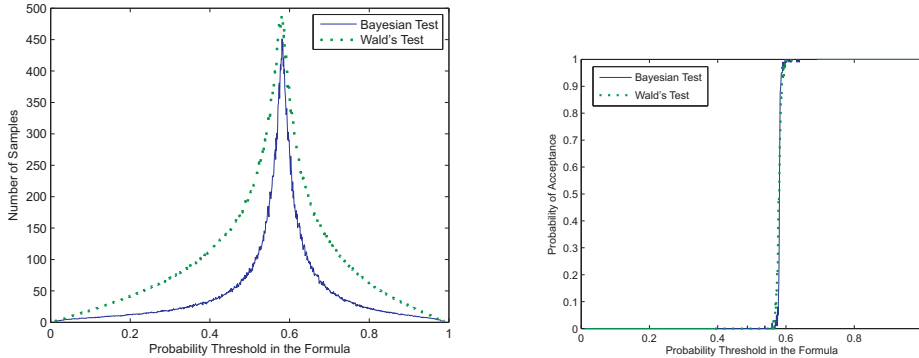 500
450
400
350
300
250
200
150
100
50
0
Number of Samples
Bayesian Test
Wald's Test
0 0.2 0.4 0.6 0.8 1
Probability Threshold in the Formula
1
0.9
0.8
0.7
0.6
0.5
0.4
0.3
0.2
0.1
0
Probability of Acceptance
Bayesian Test
Wald's Test
0 0.2 0.4 0.6 0.8
Probability Threshold in the Formula